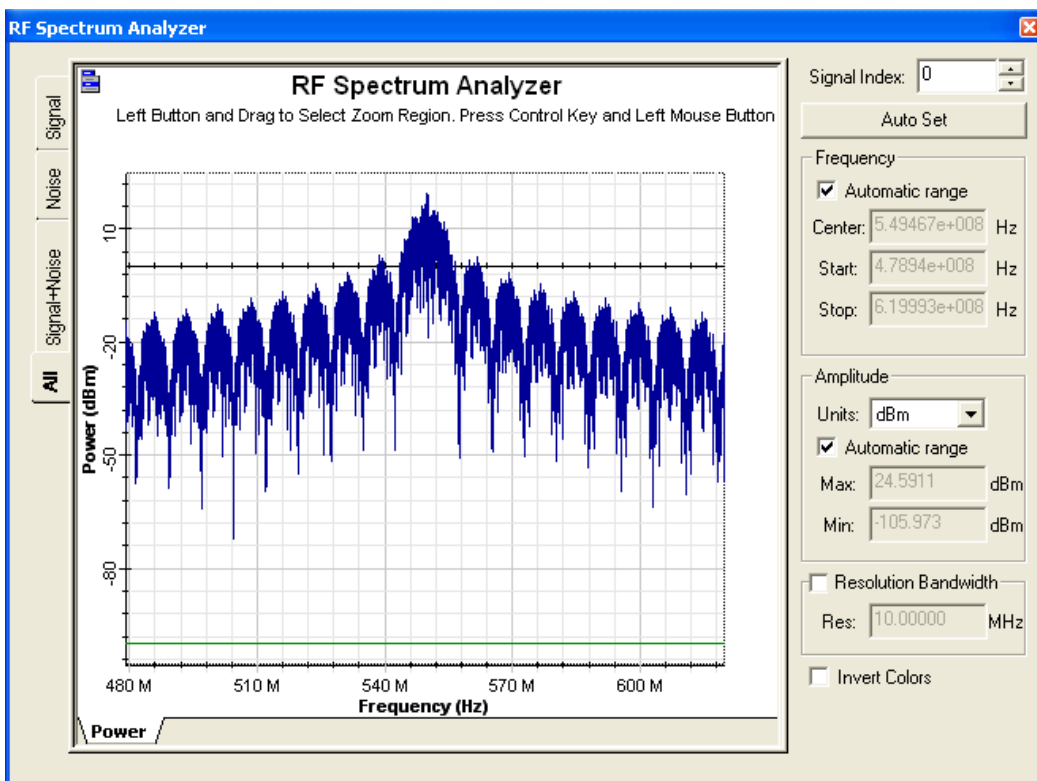 RF Spectrum Analyzer
RF Spectrum Analyzer
Left Button and Drag to Select Zoom Region. Press Control Key and Left Mouse Button
Signal
Noise
Signal+Noise
All
Power (dBm)
10
-20
-50
-80
480 M
510 M
540 M
570 M
600 M
Frequency (Hz)
Power
Signal Index: 0
Auto Set
Frequency
Automatic range
Center: 5.49467e+008 Hz
Start: 4.7894e+008 Hz
Stop: 6.19993e+008 Hz
Amplitude
Units: dBm
Automatic range
Max: 24.5911 dBm
Min: -105.973 dBm
Resolution Bandwidth
Res: 10.00000 MHz
Invert Colors